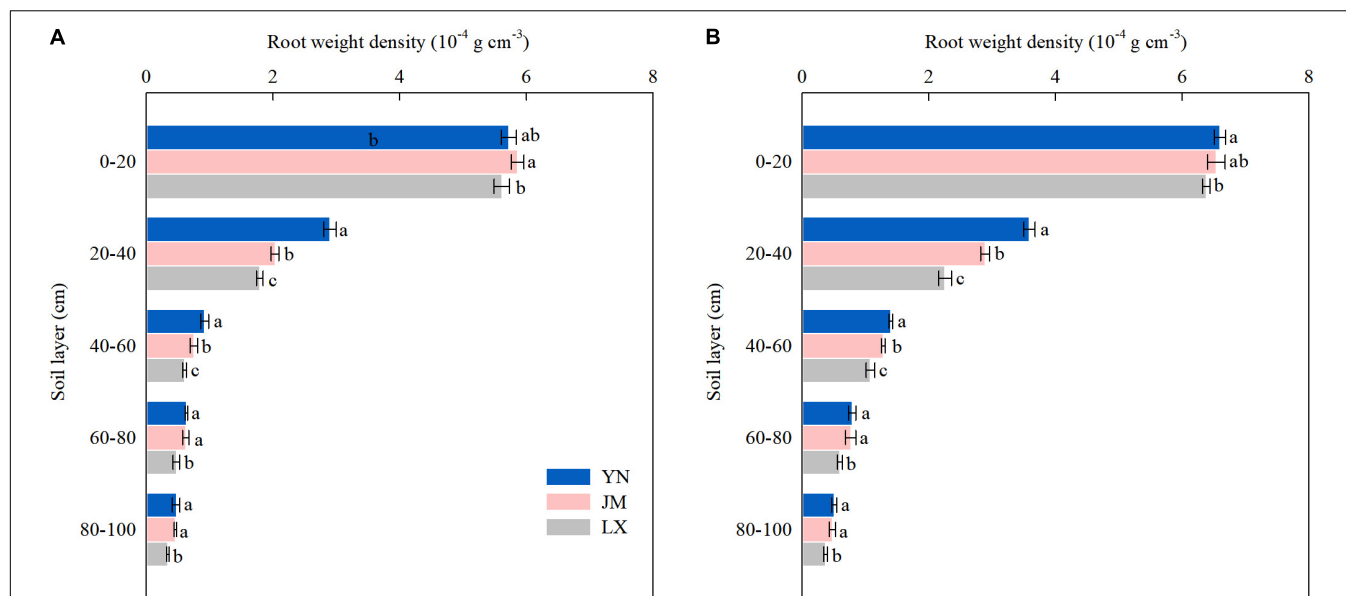 A
Root weight density (10⁻⁴ g cm⁻³)
0 2 4 6 8
Soil layer (cm)
0-20
b ab
a
b
20-40
a
b
c
40-60
a
b
c
60-80
a
a
b
80-100
a
a
b
YN
JM
LX
B
Root weight density (10⁻⁴ g cm⁻³)
0 2 4 6 8
Soil layer (cm)
0-20
a
ab
b
20-40
a
b
c
40-60
a
b
c
60-80
a
a
b
80-100
a
a
b